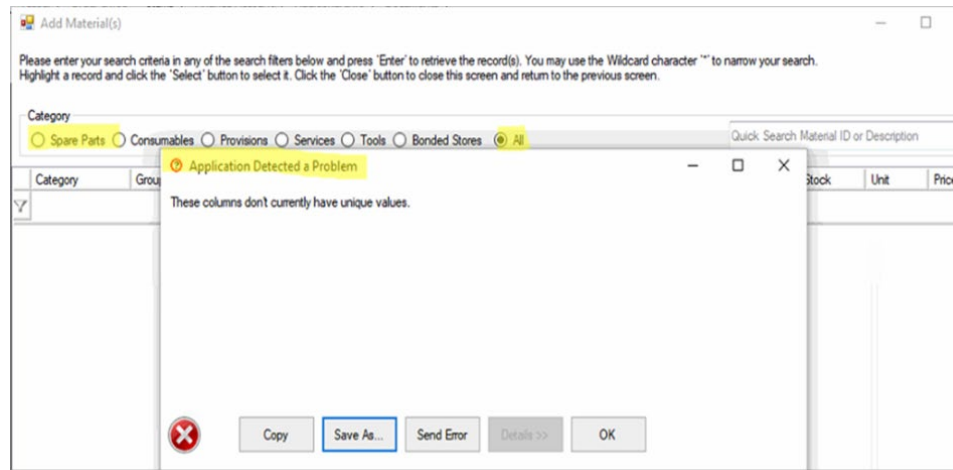 Add Material(s)
Please enter your search criteria in any of the search filters below and press 'Enter' to retrieve the record(s). You may use the Wildcard character '*' to narrow your search.
Highlight a record and click the 'Select' button to select it. Click the 'Close' button to close this screen and return to the previous screen.
Category
Spare Parts Consumables Provisions Services Tools Bonded Stores All
Quick Search Material ID or Description
Application Detected a Problem
Category Grou Stock Unit Price
These columns don't currently have unique values.
Copy Save As... Send Error Details >> OK